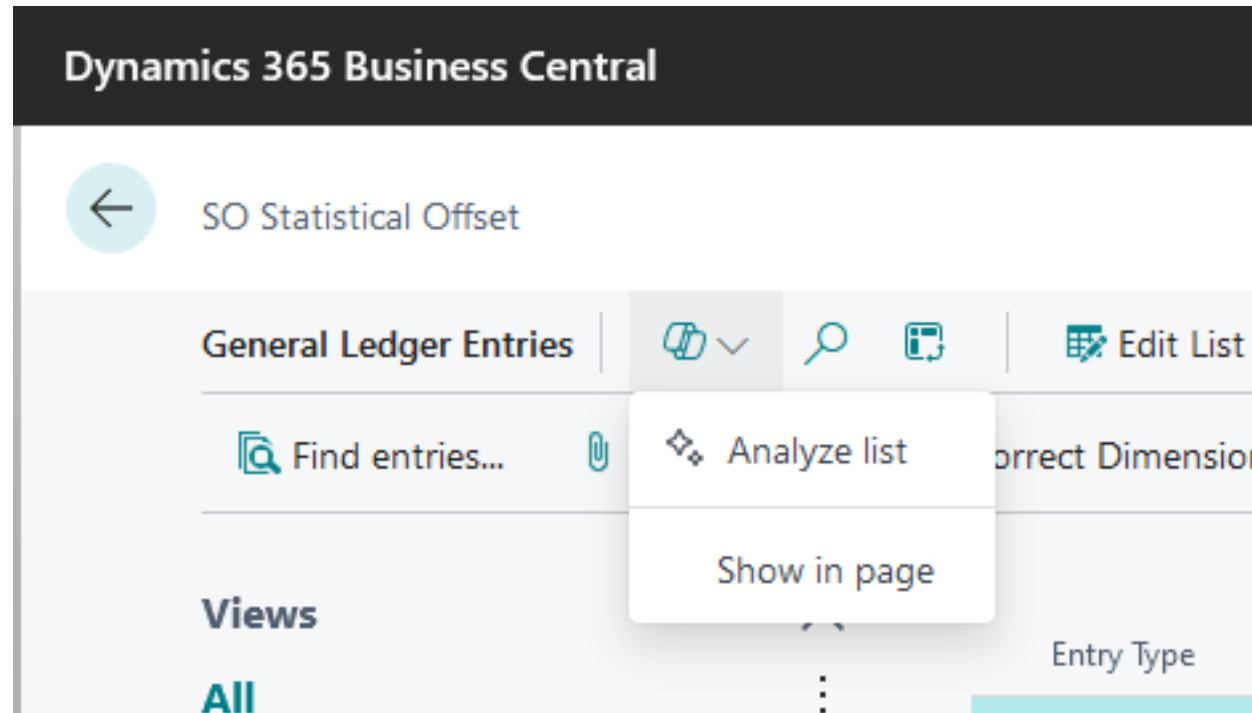 Dynamics 365 Business Central
SO Statistical Offset
General Ledger Entries
Edit List
Find entries...
Analyze list
Show in page
Views
Entry Type
All